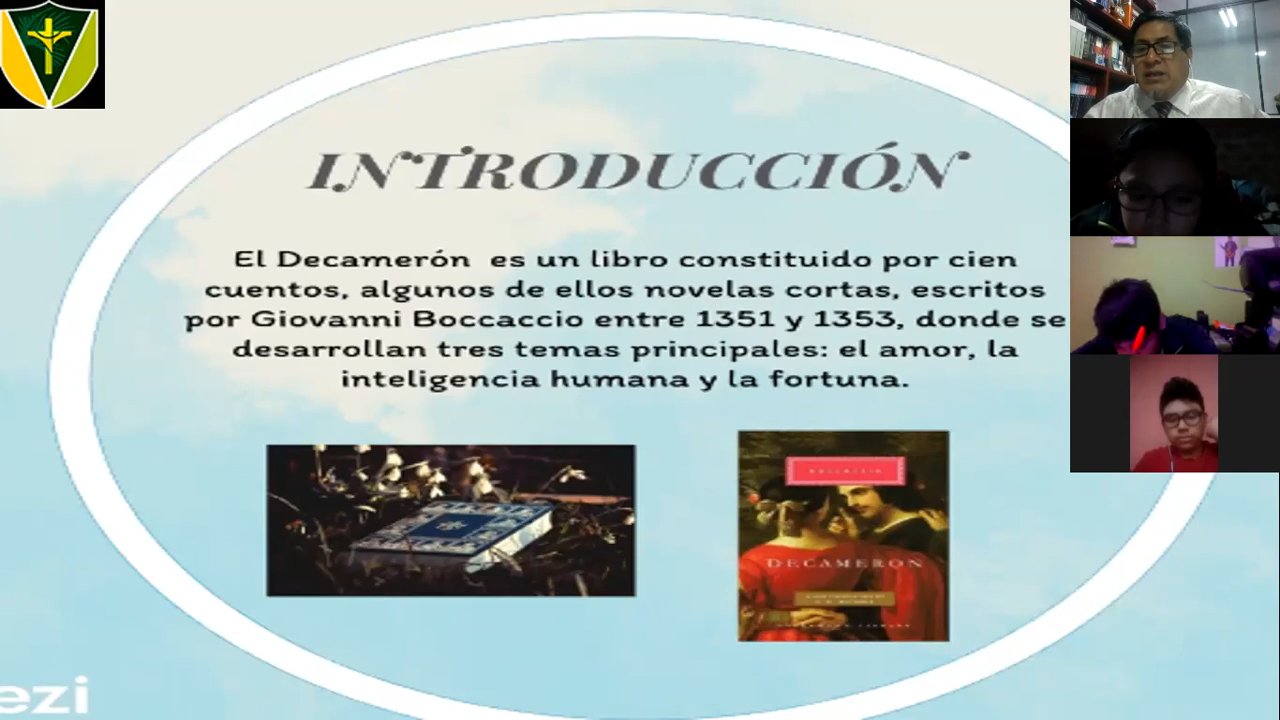 INTRODUCCIÓN
El Decamerón es un libro constituido por cien
cuentos, algunos de ellos novelas cortas, escritos
por Giovanni Boccaccio entre 1351 y 1353, donde se
desarrollan tres temas principales: el amor, la
inteligencia humana y la fortuna.
DECAMERON
ezi